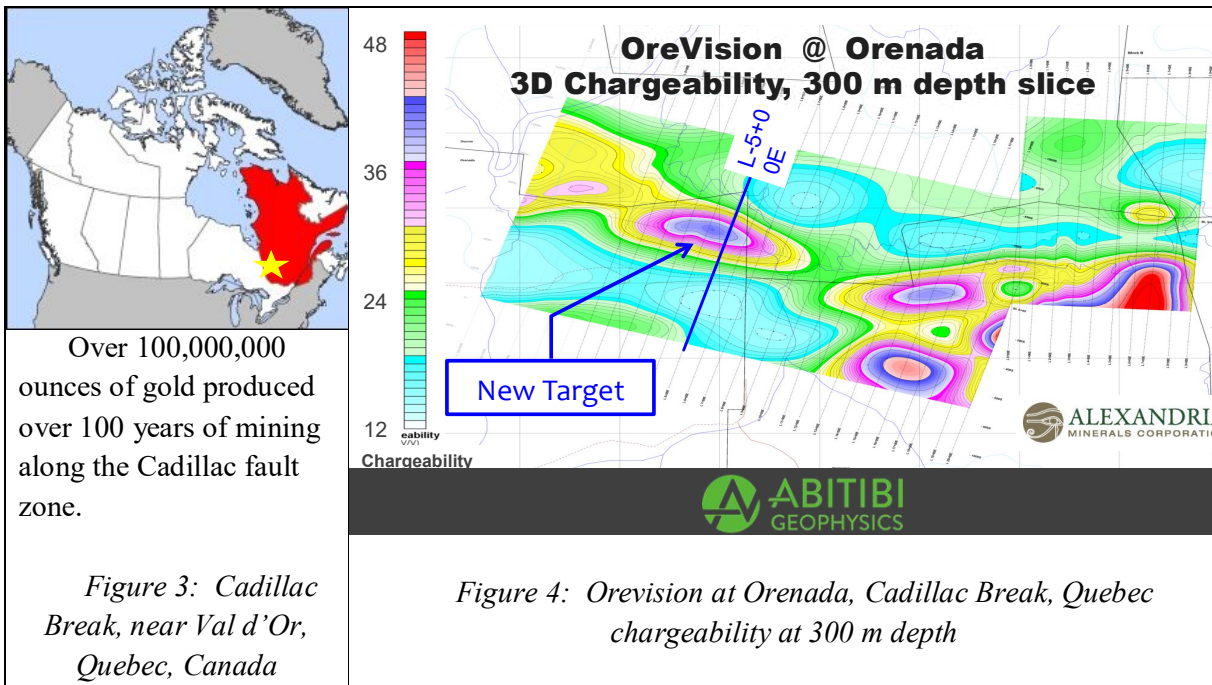 Over 100,000,000
ounces of gold produced
over 100 years of mining
along the Cadillac fault
zone.
Figure 3: Cadillac
Break, near Val d’Or,
Quebec, Canada
OreVision @ Orenada
3D Chargeability, 300 m depth slice
48
36
24
12
eability
Chargeability
L-5+0
0E
New Target
ALEXANDRIA
MINERALS CORPORATIO
ABITIBI
GEOPHYSICS
Figure 4: Orevision at Orenada, Cadillac Break, Quebec
chargeability at 300 m depth